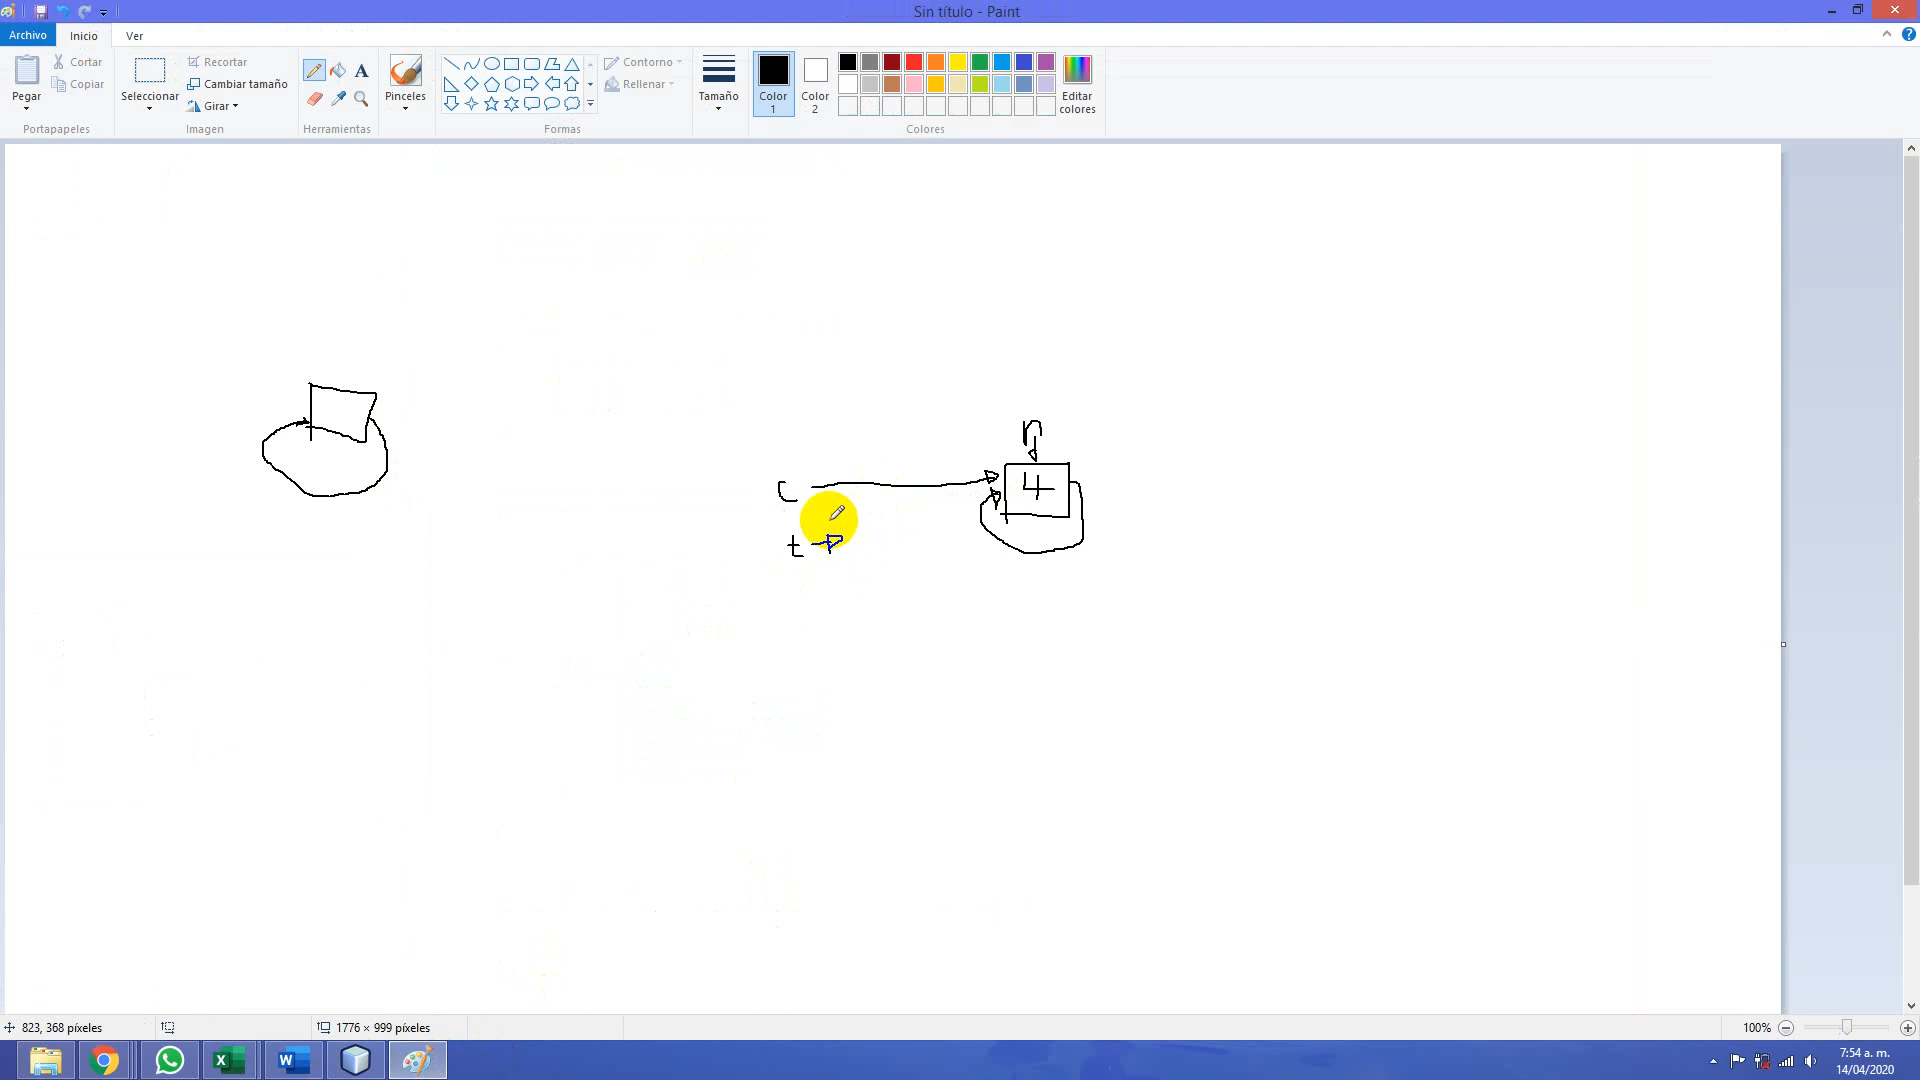 Sin título - Paint
Archivo
Inicio
Ver
Pegar
Cortar
Copiar
Portapapeles
Seleccionar
Recortar
Cambiar tamaño
Girar
Imagen
A
Herramientas
Pinceles
Contorno
Rellenar
Formas
Tamaño
Color 1
Color 2
Editar colores
Colores
n
c
4
t
823, 368 píxeles
1776 × 999 píxeles
100%
7:54 a. m.
14/04/2020